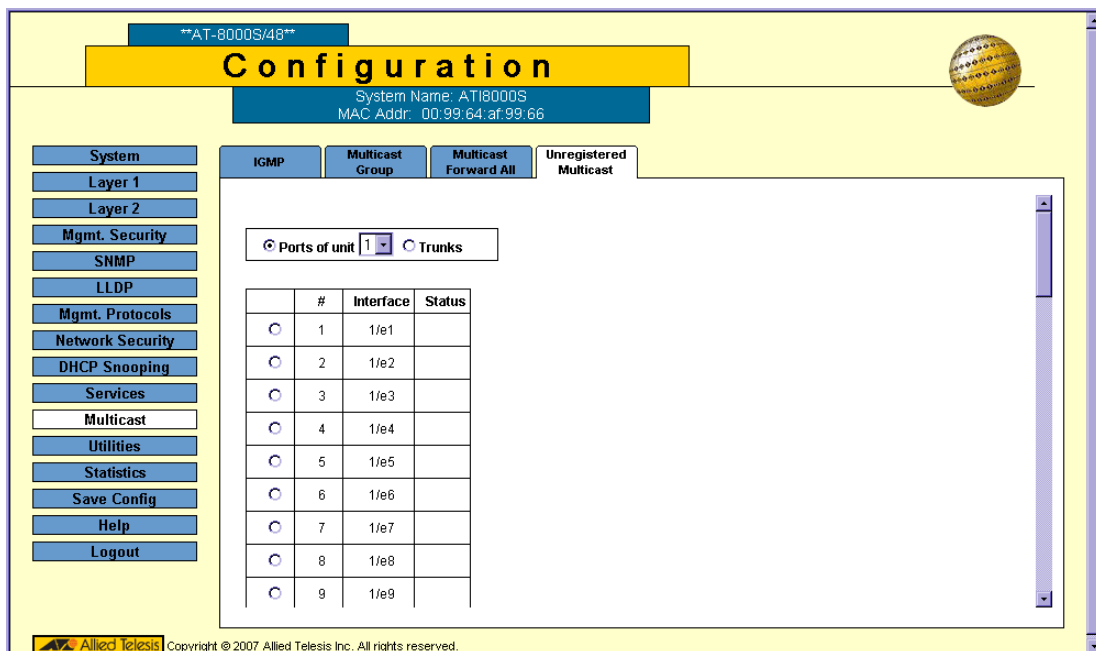 **AT-8000S/48**
Configuration
System Name: ATI8000S
MAC Addr: 00:99:64:af:99:66
System
Layer 1
Layer 2
Mgmt. Security
SNMP
LLDP
Mgmt. Protocols
Network Security
DHCP Snooping
Services
Multicast
Utilities
Statistics
Save Config
Help
Logout
IGMP
Multicast
Group
Multicast
Forward All
Unregistered
Multicast
Ports of unit 1 Trunks
# Interface Status
1 1/e1
2 1/e2
3 1/e3
4 1/e4
5 1/e5
6 1/e6
7 1/e7
8 1/e8
9 1/e9
Allied Telesis Copyright © 2007 Allied Telesis Inc. All rights reserved.